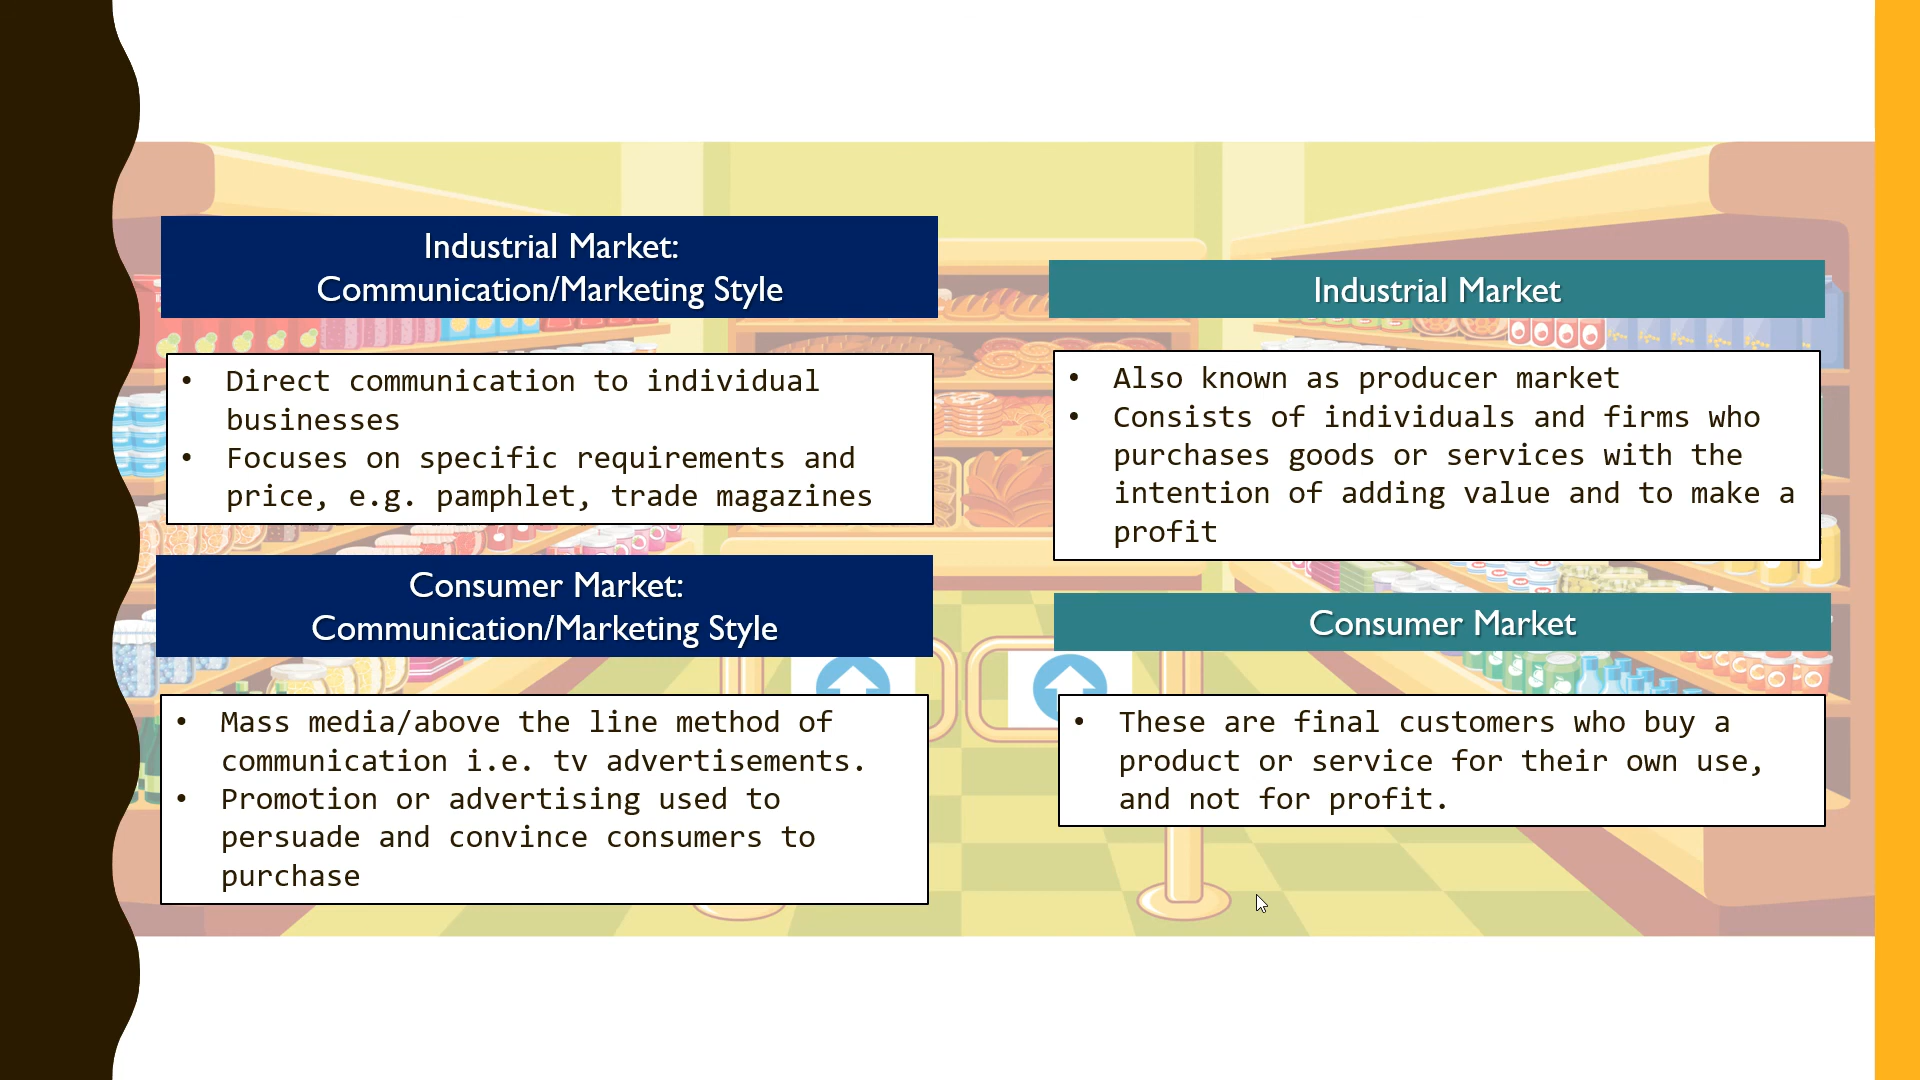 Industrial Market:
Communication/Marketing Style
• Direct communication to individual
businesses
• Focuses on specific requirements and
price, e.g. pamphlet, trade magazines
Consumer Market:
Communication/Marketing Style
• Mass media/above the line method of
communication i.e. tv advertisements.
• Promotion or advertising used to
persuade and convince consumers to
purchase
Industrial Market
• Also known as producer market
• Consists of individuals and firms who
purchases goods or services with the
intention of adding value and to make a
profit
Consumer Market
• These are final customers who buy a
product or service for their own use,
and not for profit.